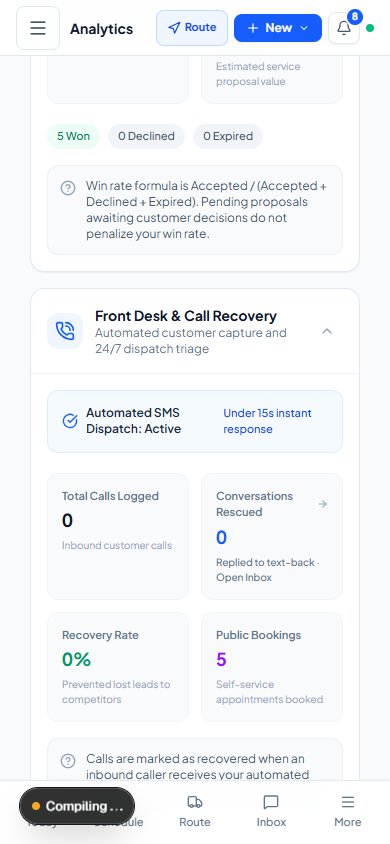 Analytics
Route
New
8
Estimated service
proposal value
5 Won
0 Declined
0 Expired
Win rate formula is Accepted / (Accepted +
Declined + Expired). Pending proposals
awaiting customer decisions do not
penalize your win rate.
Front Desk & Call Recovery
Automated customer capture and
24/7 dispatch triage
Automated SMS
Dispatch: Active
Under 15s instant
response
Total Calls Logged
0
Inbound customer calls
Conversations
Rescued
0
Replied to text-back ·
Open Inbox
Recovery Rate
0%
Prevented lost leads to
competitors
Public Bookings
5
Self-service
appointments booked
Calls are marked as recovered when an
inbound caller receives your automated
Compiling ...
Route
Inbox
More